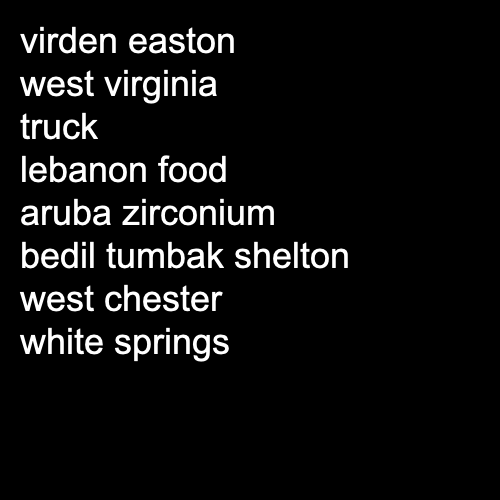 virden easton
west virginia
truck
lebanon food
aruba zirconium
bedil tumbak shelton
west chester
white springs